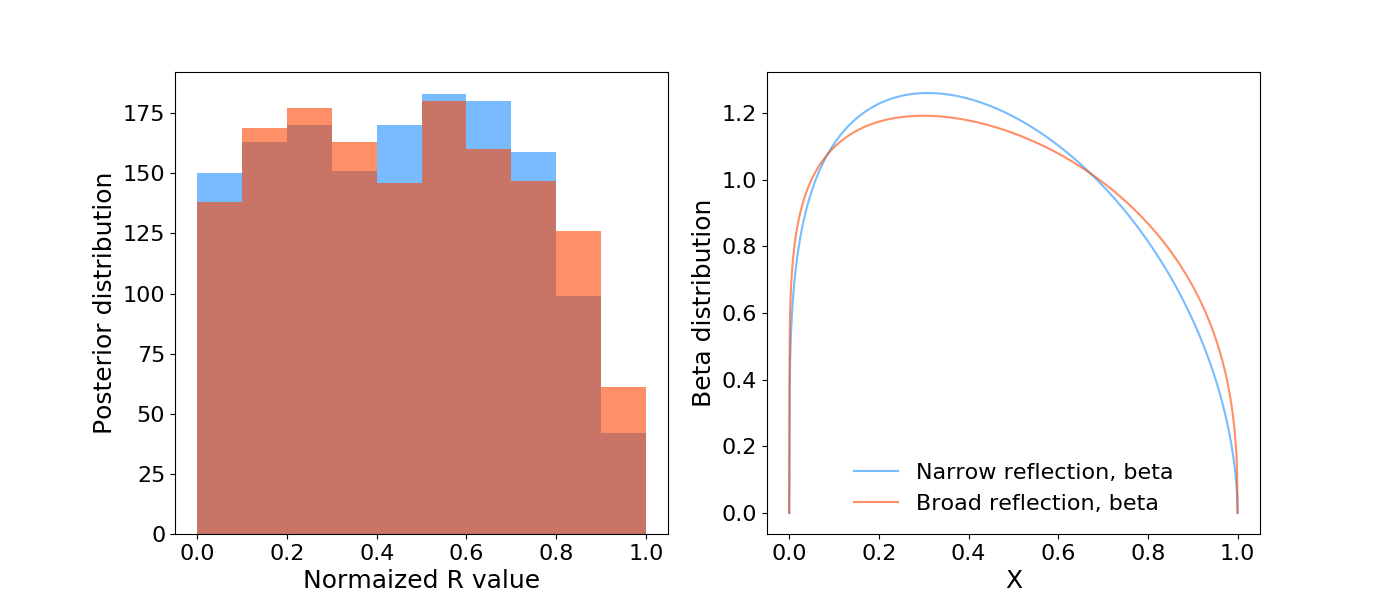 Posterior distribution
175
150
125
100
75
50
25
0
0.0 0.2 0.4 0.6 0.8 1.0
Normaized R value
Beta distribution
1.2
1.0
0.8
0.6
0.4
0.2
0.0
Narrow reflection, beta
Broad reflection, beta
0.0 0.2 0.4 0.6 0.8 1.0
X